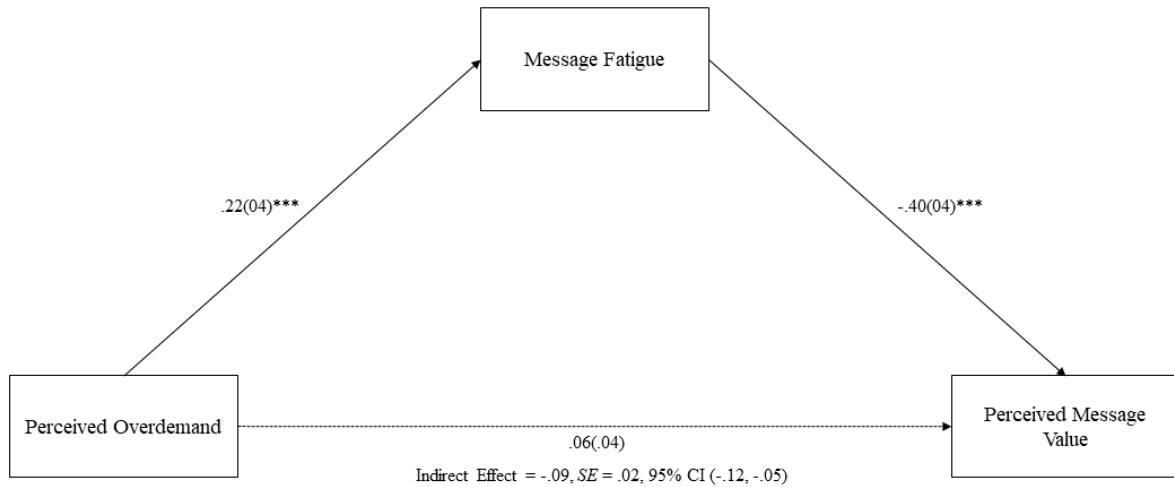 Message Fatigue
.22(04)***
-.40(04)***
Perceived Overdemand
Perceived Message
Value
.06(.04)
Indirect Effect = -.09, SE = .02, 95% CI (-.12, -.05)